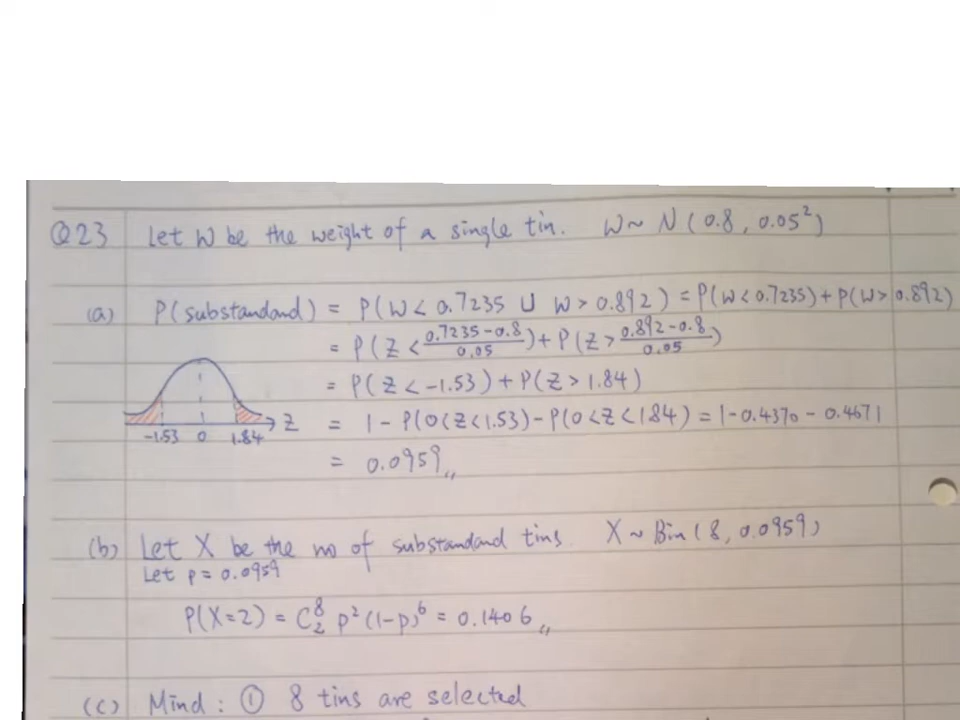 Q23 Let W be the weight of a single tin. W ~ N(0.8, 0.05²)
(a) P(substandard) = P(W < 0.7235 ∪ W > 0.892) = P(W < 0.7235) + P(W > 0.892)
= P(Z < (0.7235-0.8)/0.05) + P(Z > (0.892-0.8)/0.05)
= P(Z < -1.53) + P(Z > 1.84)
-1.53 0 1.84 Z
= 1 - P(0<Z<1.53) - P(0<Z<1.84) = 1-0.4370 - 0.4671
= 0.0959
(b) Let X be the no of substandard tins. X ~ Bin(8, 0.0959)
Let p = 0.0959
P(X=2) = C⁸₂ p² (1-p)⁶ = 0.1406
(c) Mind: ① 8 tins are selected